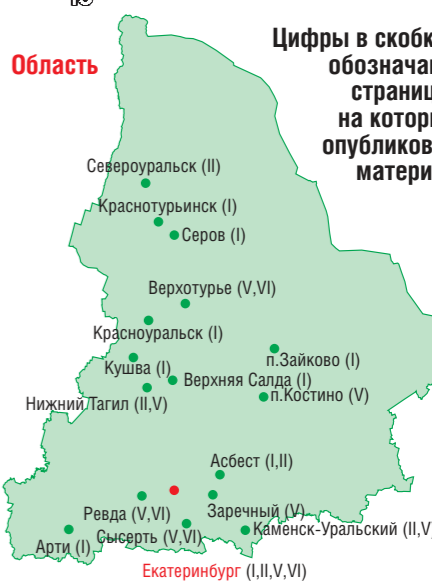 Область
Цифры в скобк
обозначаю
страниц
на которы
опубликов
матери
Североуральск (II)
Краснотурьинск (I)
Серов (I)
Верхотурье (V,VI)
Красноуральск (I)
п.Зайково (I)
Кушва (I)
Верхняя Салда (I)
Нижний Тагил (II,V)
п.Костино (V)
Асбест (I,II)
Ревда (V,VI)
Заречный (V)
Сысерть (V,VI)
Каменск-Уральский (II,V)
Арти (I)
Екатеринбург (I,II,V,VI)